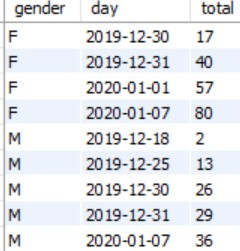 gender day total
F 2019-12-30 17
F 2019-12-31 40
F 2020-01-01 57
F 2020-01-07 80
M 2019-12-18 2
M 2019-12-25 13
M 2019-12-30 26
M 2019-12-31 29
M 2020-01-07 36